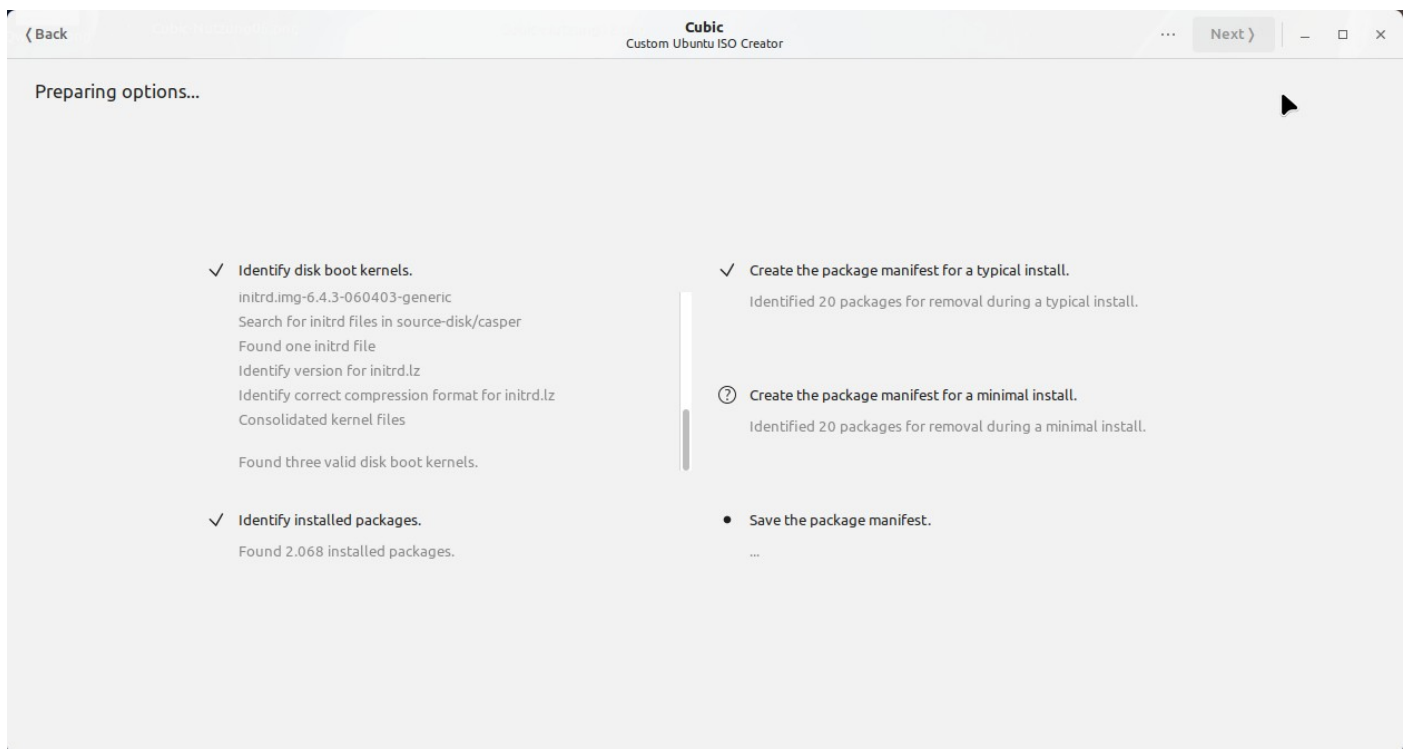 Back
Cubic
Custom Ubuntu ISO Creator
Next
Preparing options...
Identify disk boot kernels.
initrd.img-6.4.3-060403-generic
Search for initrd files in source-disk/casper
Found one initrd file
Identify version for initrd.lz
Identify correct compression format for initrd.lz
Consolidated kernel files
Found three valid disk boot kernels.
Identify installed packages.
Found 2.068 installed packages.
Create the package manifest for a typical install.
Identified 20 packages for removal during a typical install.
Create the package manifest for a minimal install.
Identified 20 packages for removal during a minimal install.
Save the package manifest.
...